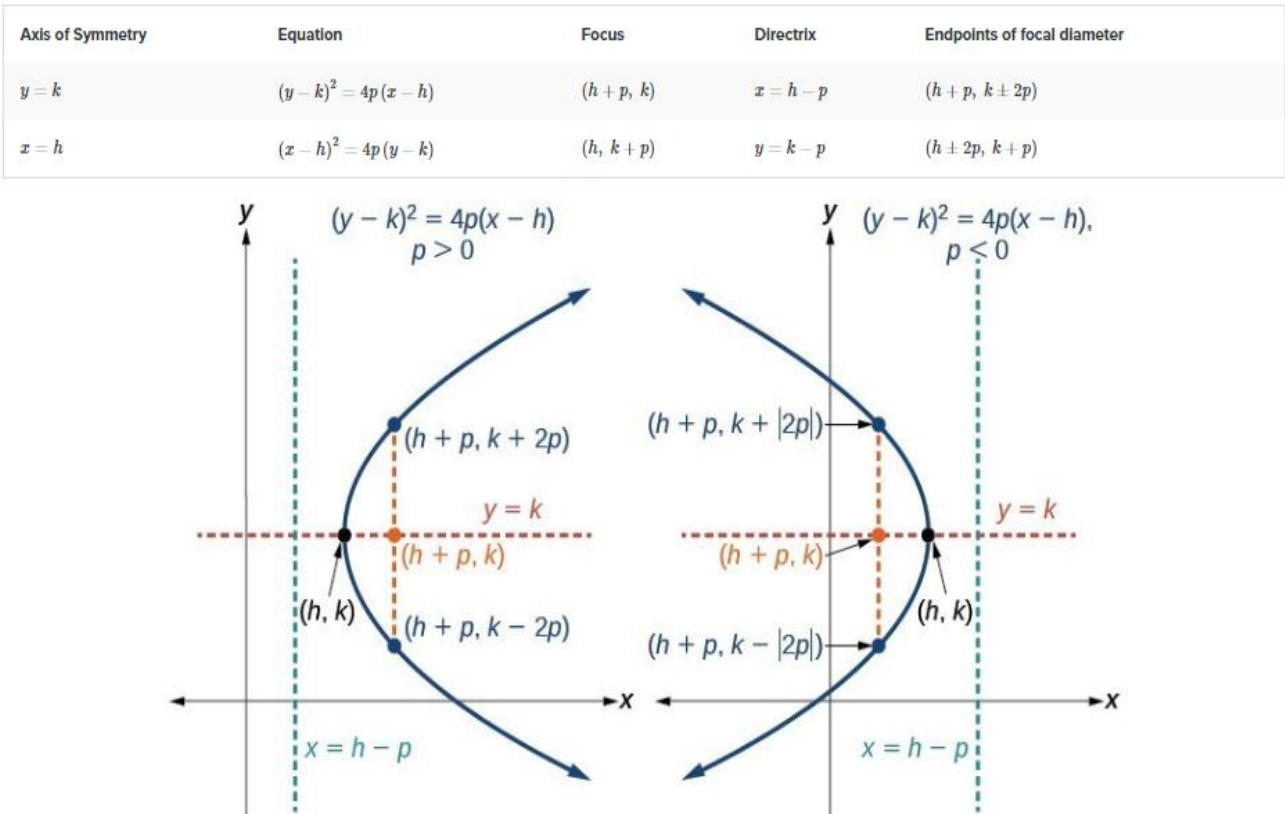 Axis of Symmetry Equation Focus Directrix Endpoints of focal diameter
y = k (y − k)² = 4p (x − h) (h + p, k) x = h − p (h + p, k ± 2p)
x = h (x − h)² = 4p (y − k) (h, k + p) y = k − p (h ± 2p, k + p)
y (y − k)² = 4p(x − h)
p > 0
(h + p, k + 2p)
y = k
(h + p, k)
(h, k)
(h + p, k − 2p)
x
x = h − p
y (y − k)² = 4p(x − h),
p < 0
(h + p, k + |2p|)
y = k
(h + p, k)
(h, k)
(h + p, k − |2p|)
x
x = h − p